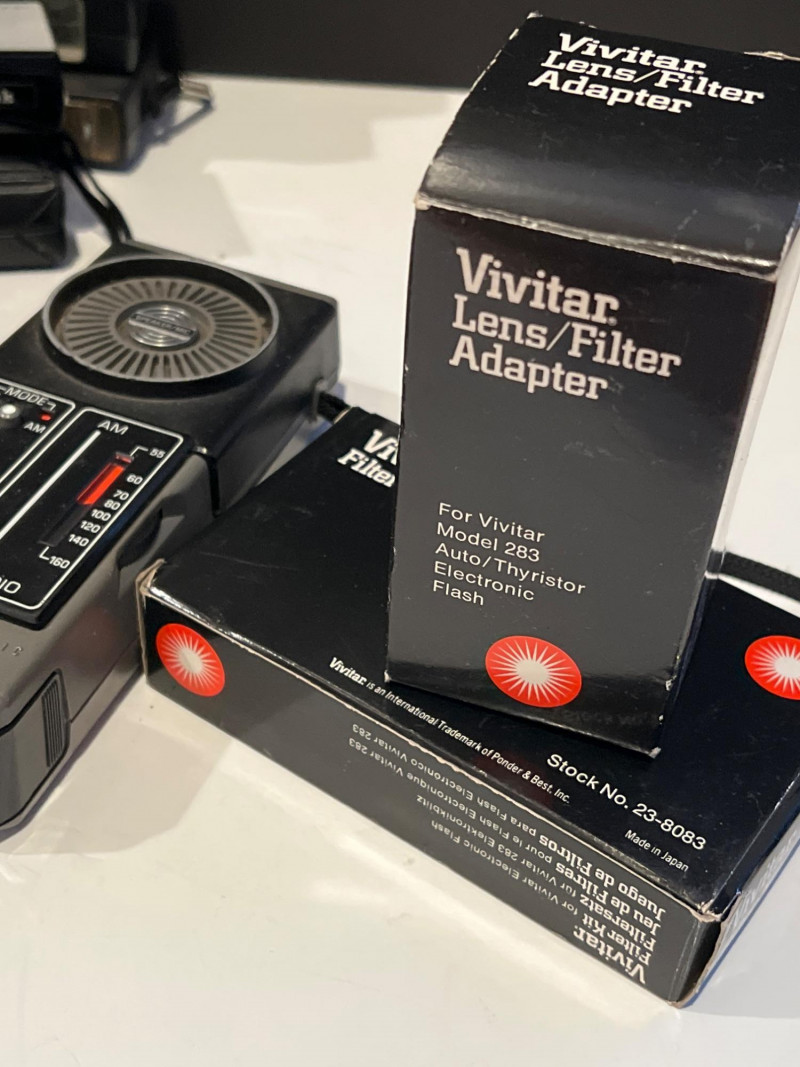 Vivitar.
Lens/Filter
Adapter
Vivitar.
Lens/Filter
Adapter
For Vivitar
Model 283
Auto/Thyristor
Electronic
Flash
MODE
AM
AM
55
60
70
80
100
120
140
160
Vivitar. is an International Trademark of Ponder & Best, Inc.
Stock No. 23-8083
Made in Japan
Vivitar.
Filter Kit for Vivitar Electronic Flash
Filtersatz für Vivitar 283 Elektronikblitz
Jeu de Filtres pour le Flash Electronique Vivitar 283
Juego de Filtros para Flash Electronico Vivitar 283